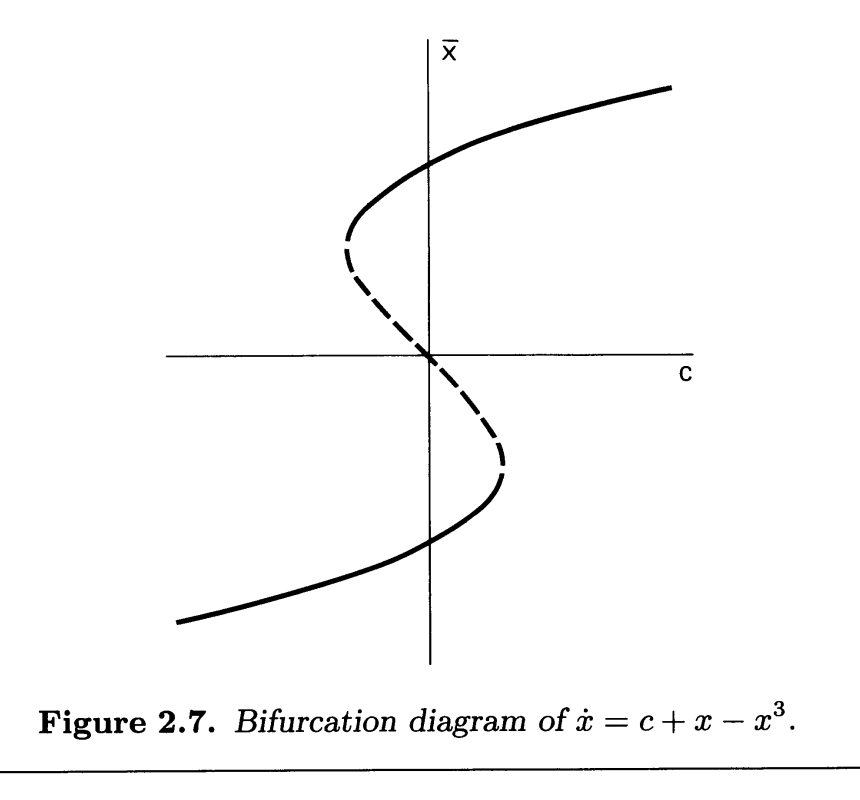 x̄
c
Figure 2.7. Bifurcation diagram of ẋ = c + x − x³.